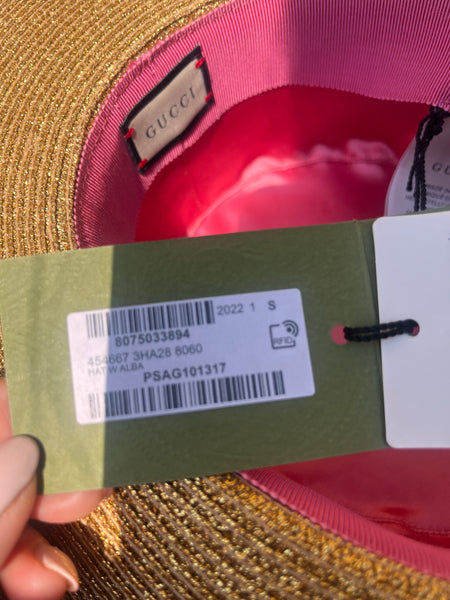 GUCCI
2022 1 S
8075033894
454667 3HA28 8060
HAT W ALBA
PSAG101317
RFID